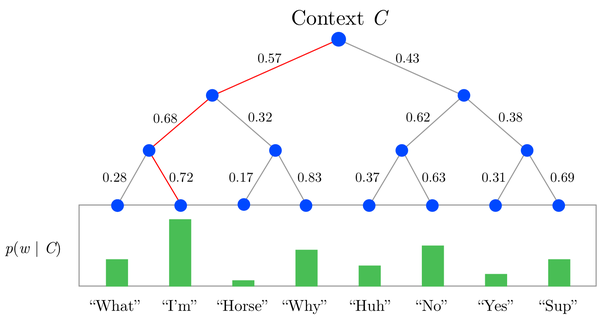 Context C
0.57 0.43
0.68 0.32 0.62 0.38
0.28 0.72 0.17 0.83 0.37 0.63 0.31 0.69
p(w | C)
“What” “I’m” “Horse” “Why” “Huh” “No” “Yes” “Sup”